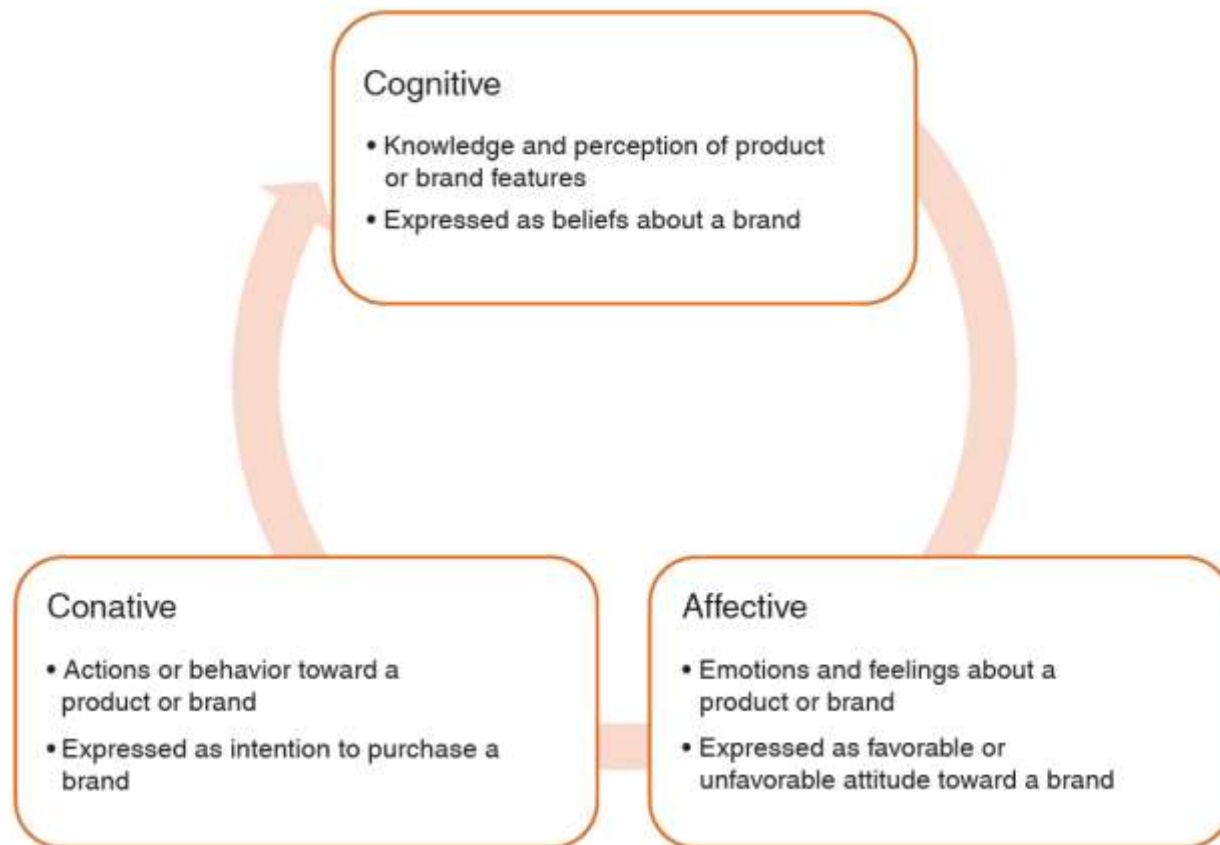 Cognitive
• Knowledge and perception of product
or brand features
• Expressed as beliefs about a brand
Conative
• Actions or behavior toward a
product or brand
• Expressed as intention to purchase a
brand
Affective
• Emotions and feelings about a
product or brand
• Expressed as favorable or
unfavorable attitude toward a brand